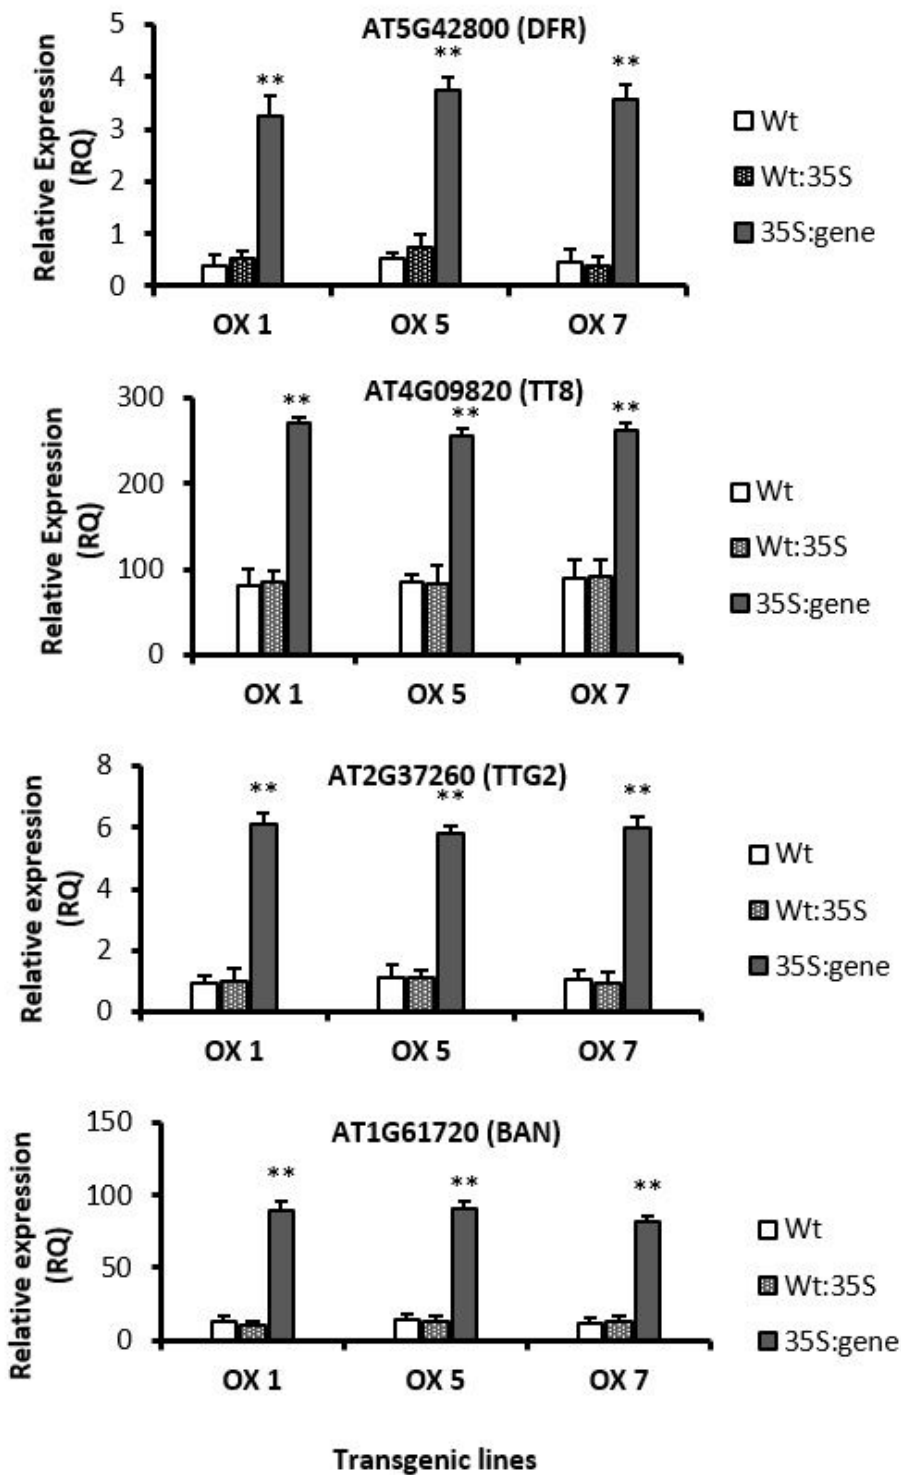 AT5G42800 (DFR)
Relative Expression
(RQ)
5
4
3
2
1
0
**
**
**
OX 1
OX 5
OX 7
Wt
Wt:35S
35S:gene
AT4G09820 (TT8)
Relative Expression
(RQ)
300
200
100
0
**
**
**
OX 1
OX 5
OX 7
Wt
Wt:35S
35S:gene
AT2G37260 (TTG2)
Relative expression
(RQ)
8
6
4
2
0
**
**
**
OX 1
OX 5
OX 7
Wt
Wt:35S
35S:gene
AT1G61720 (BAN)
Relative expression
(RQ)
150
100
50
0
**
**
**
OX 1
OX 5
OX 7
Wt
Wt:35S
35S:gene
Transgenic lines